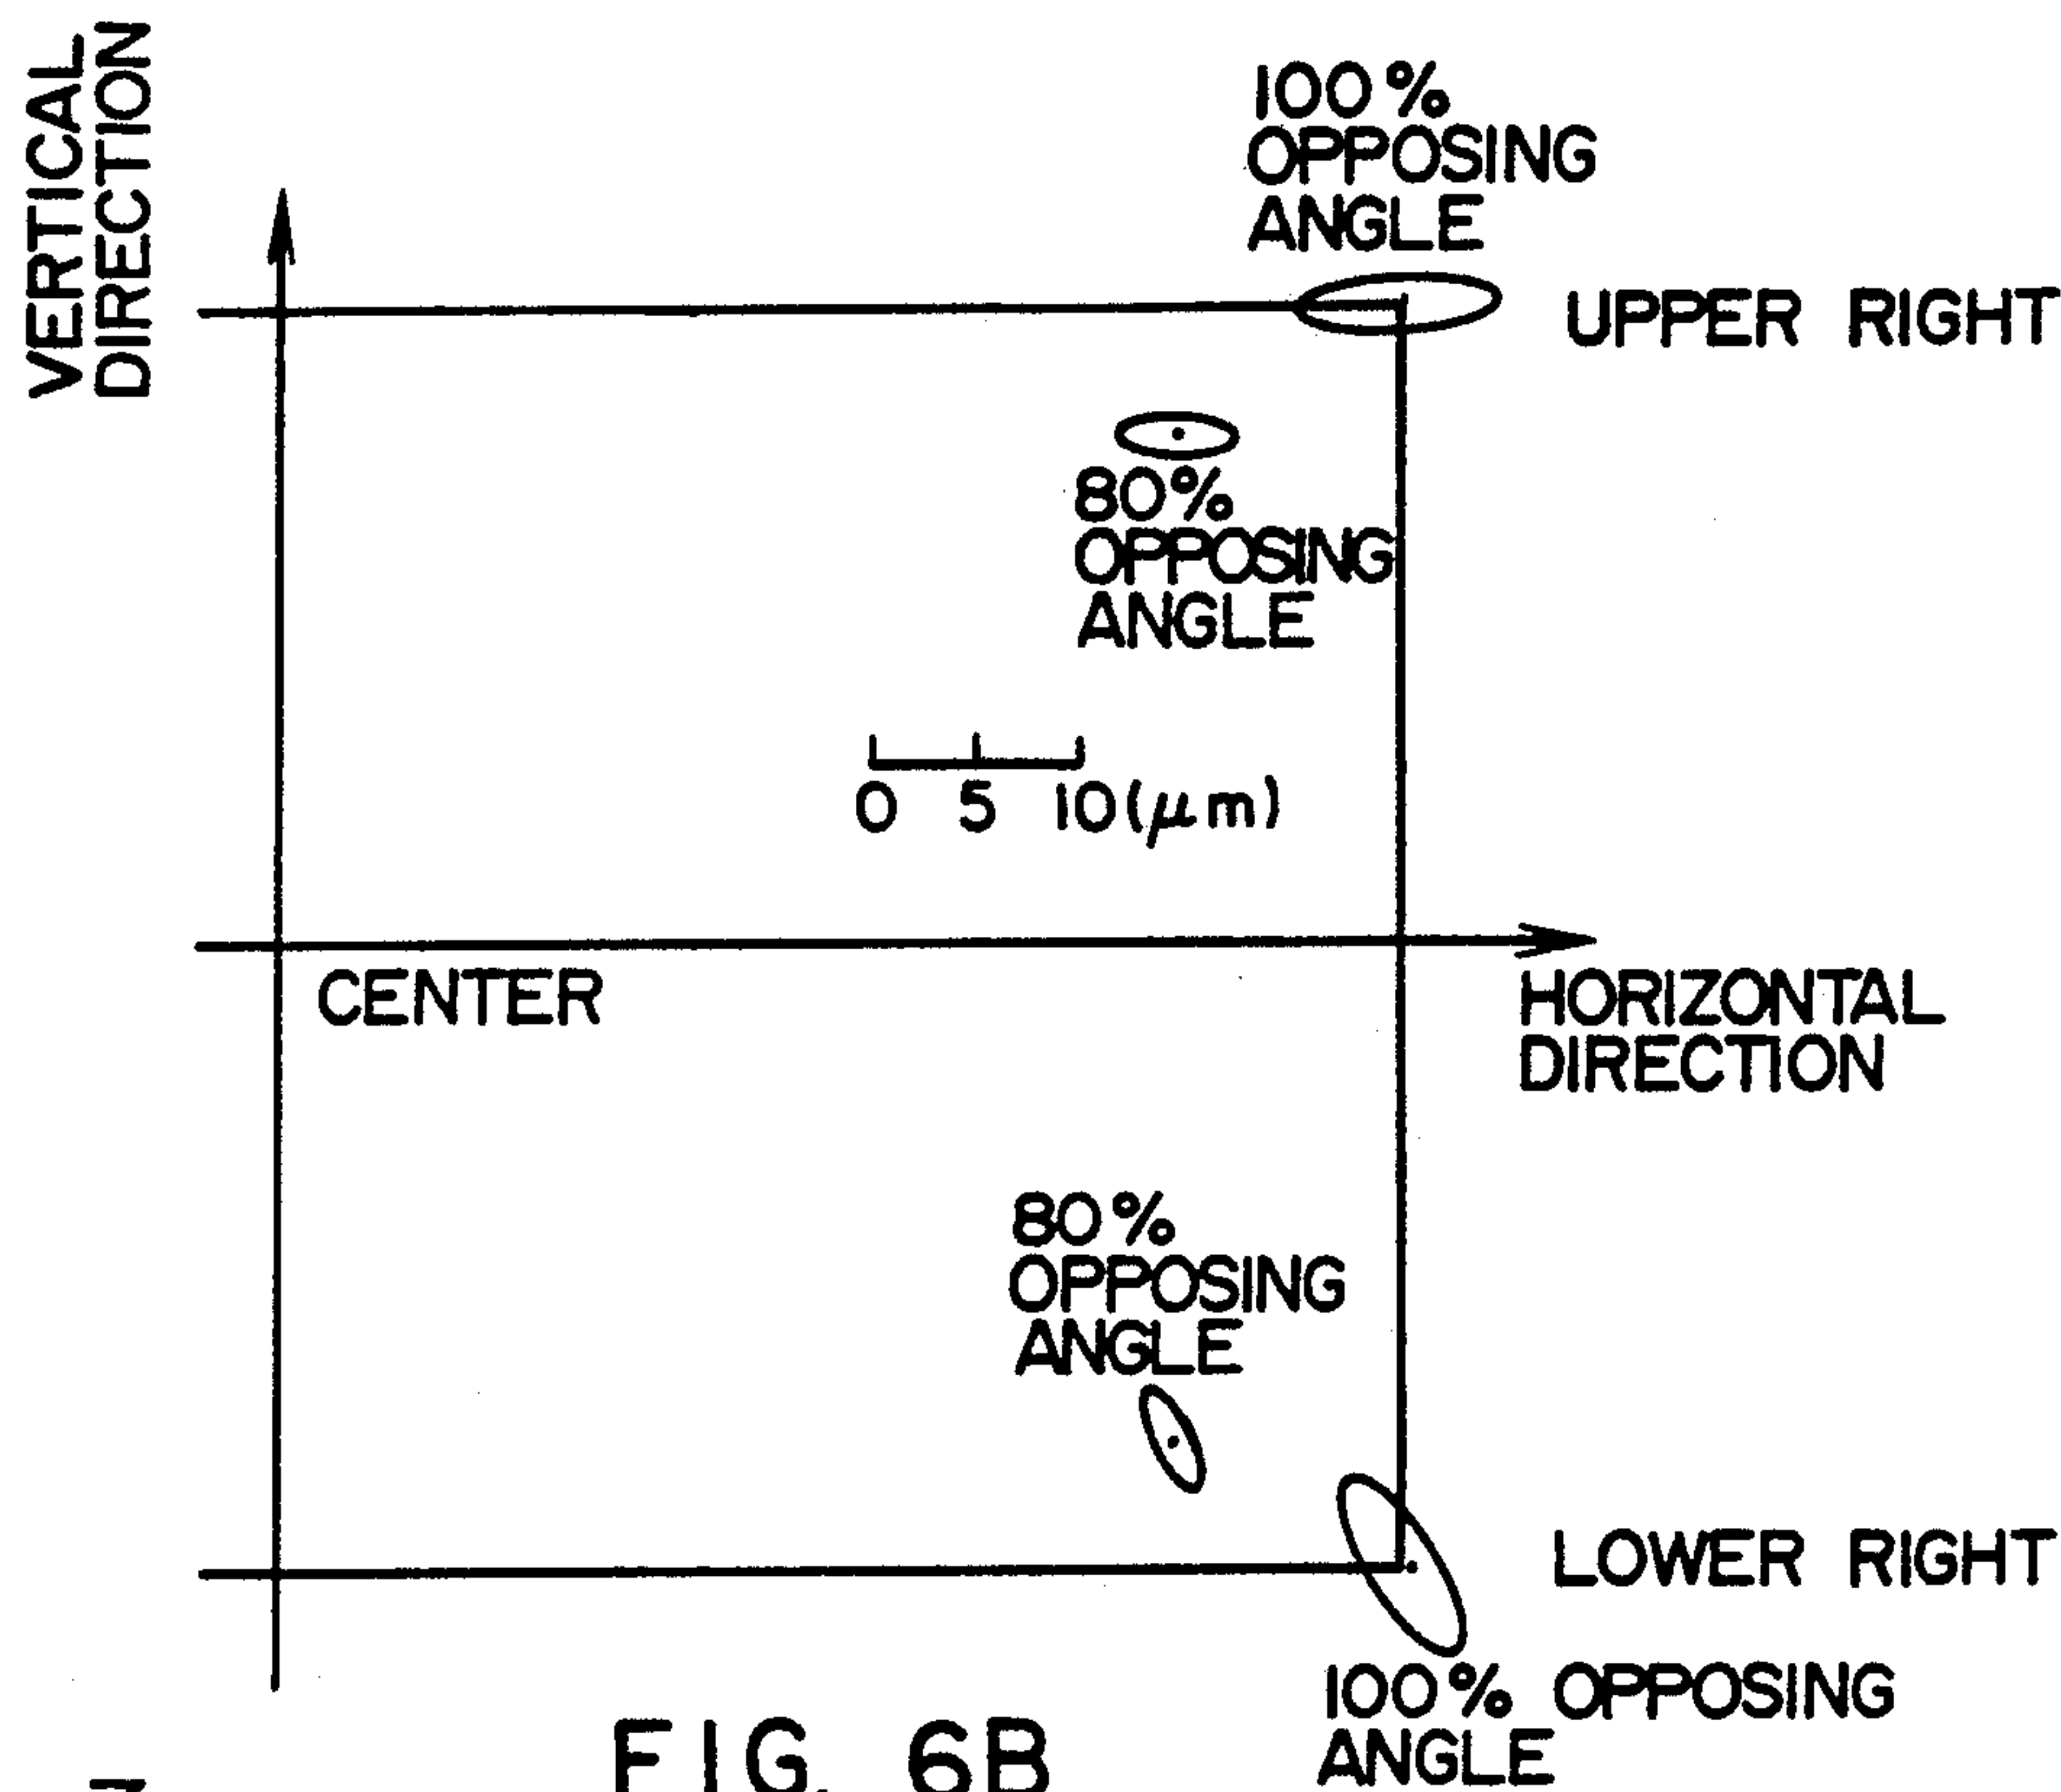 VERTICAL
DIRECTION
100%
OPPOSING
ANGLE
UPPER RIGHT
80%
OPPOSING
ANGLE
0 5 10(μm)
CENTER
HORIZONTAL
DIRECTION
80%
OPPOSING
ANGLE
LOWER RIGHT
100% OPPOSING
ANGLE
FIG. 6B